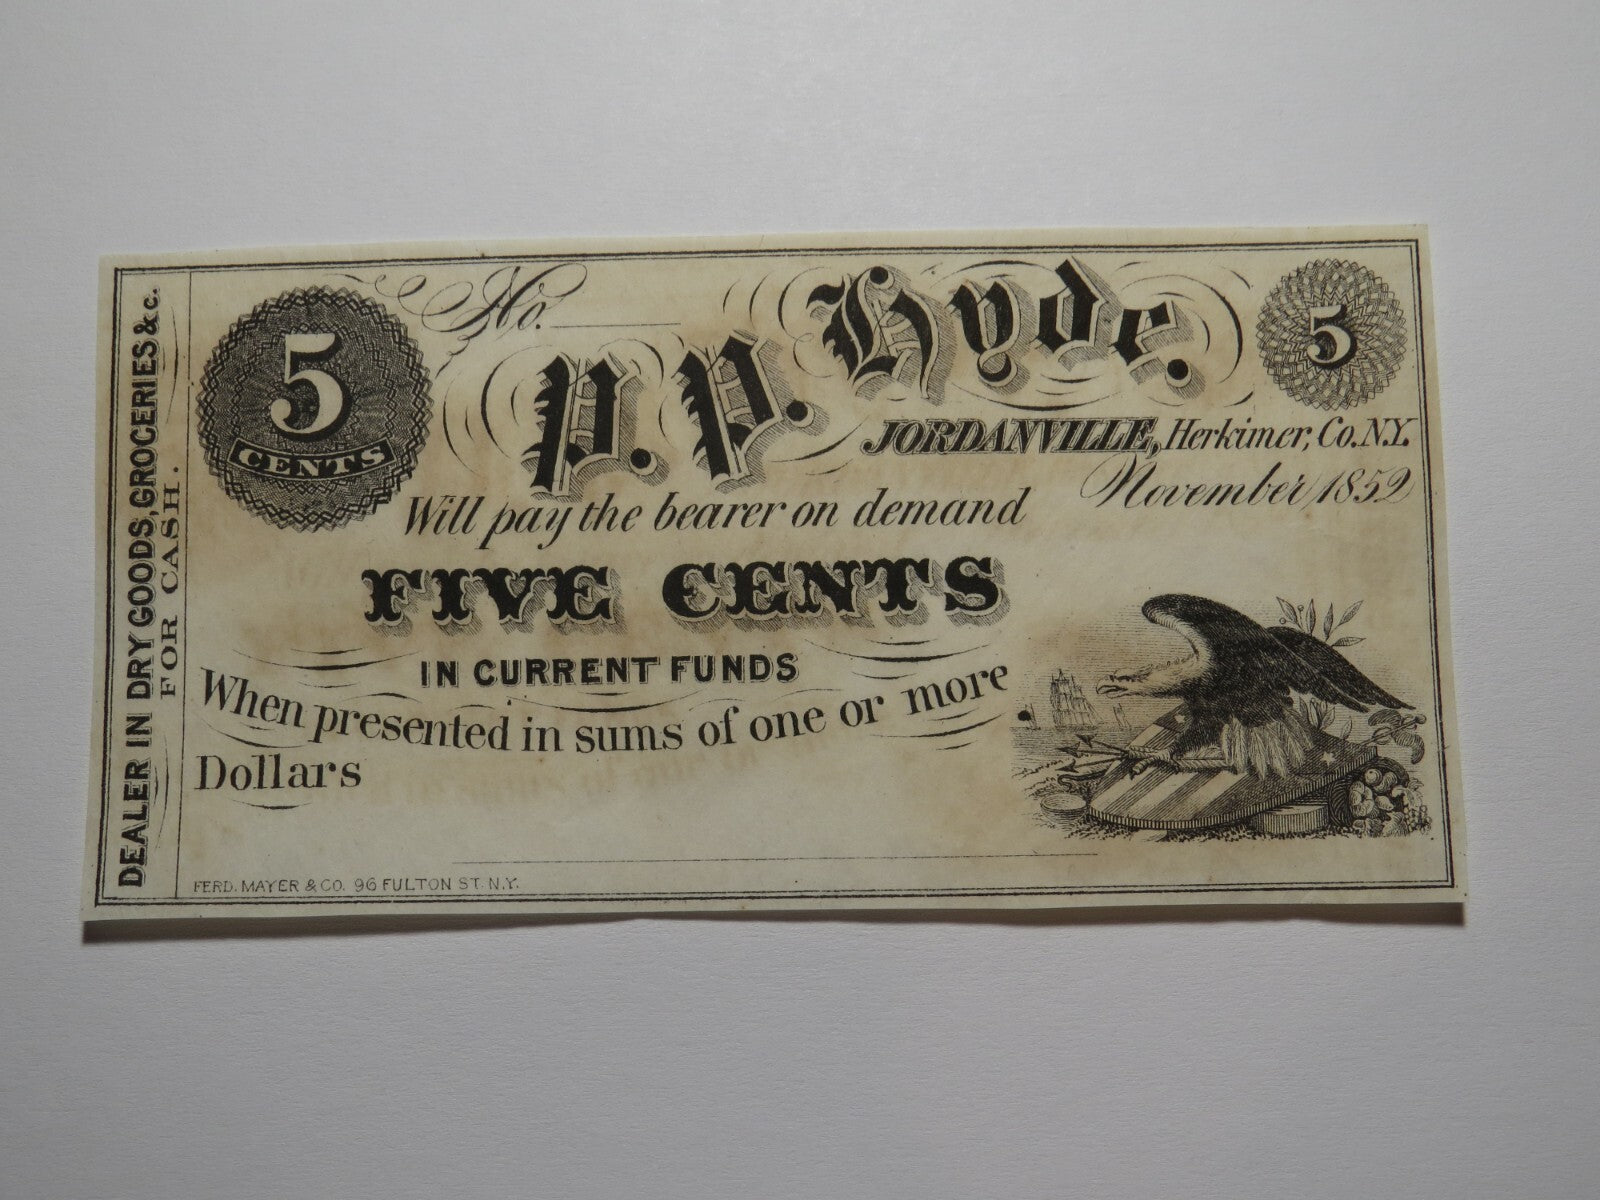 No.
P. P. Hyde.
5
CENTS
5
JORDANVILLE, Herkimer, Co. N.Y.
November 1859
Will pay the bearer on demand
FIVE CENTS
IN CURRENT FUNDS
When presented in sums of one or more
Dollars
DEALER IN DRY GOODS, GROCERIES &c.
FOR CASH.
FERD. MAYER & CO. 96 FULTON ST. N.Y.